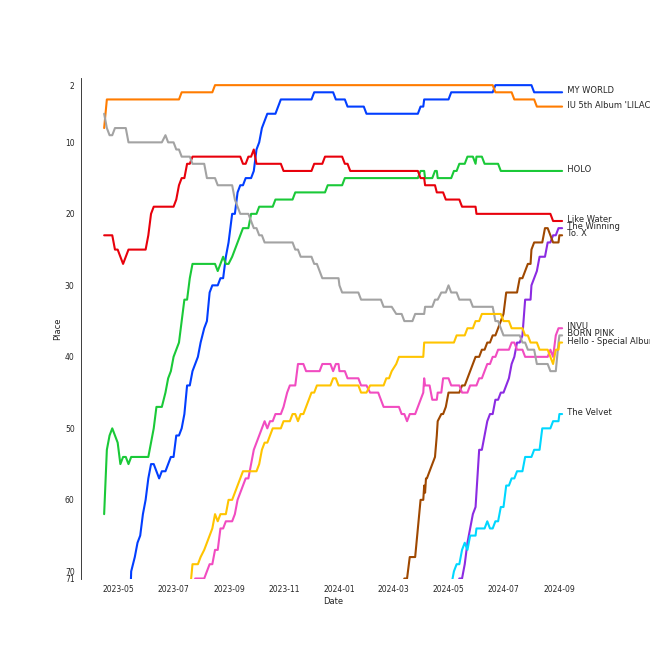 2
10
20
30
40
50
60
70
71
Place
2023-05
2023-07
2023-09
2023-11
2024-01
2024-03
2024-05
2024-07
2024-09
Date
MY WORLD
IU 5th Album 'LILAC
HOLO
Like Water
The Winning
To. X
INVU
BORN PINK
Hello - Special Albu
The Velvet